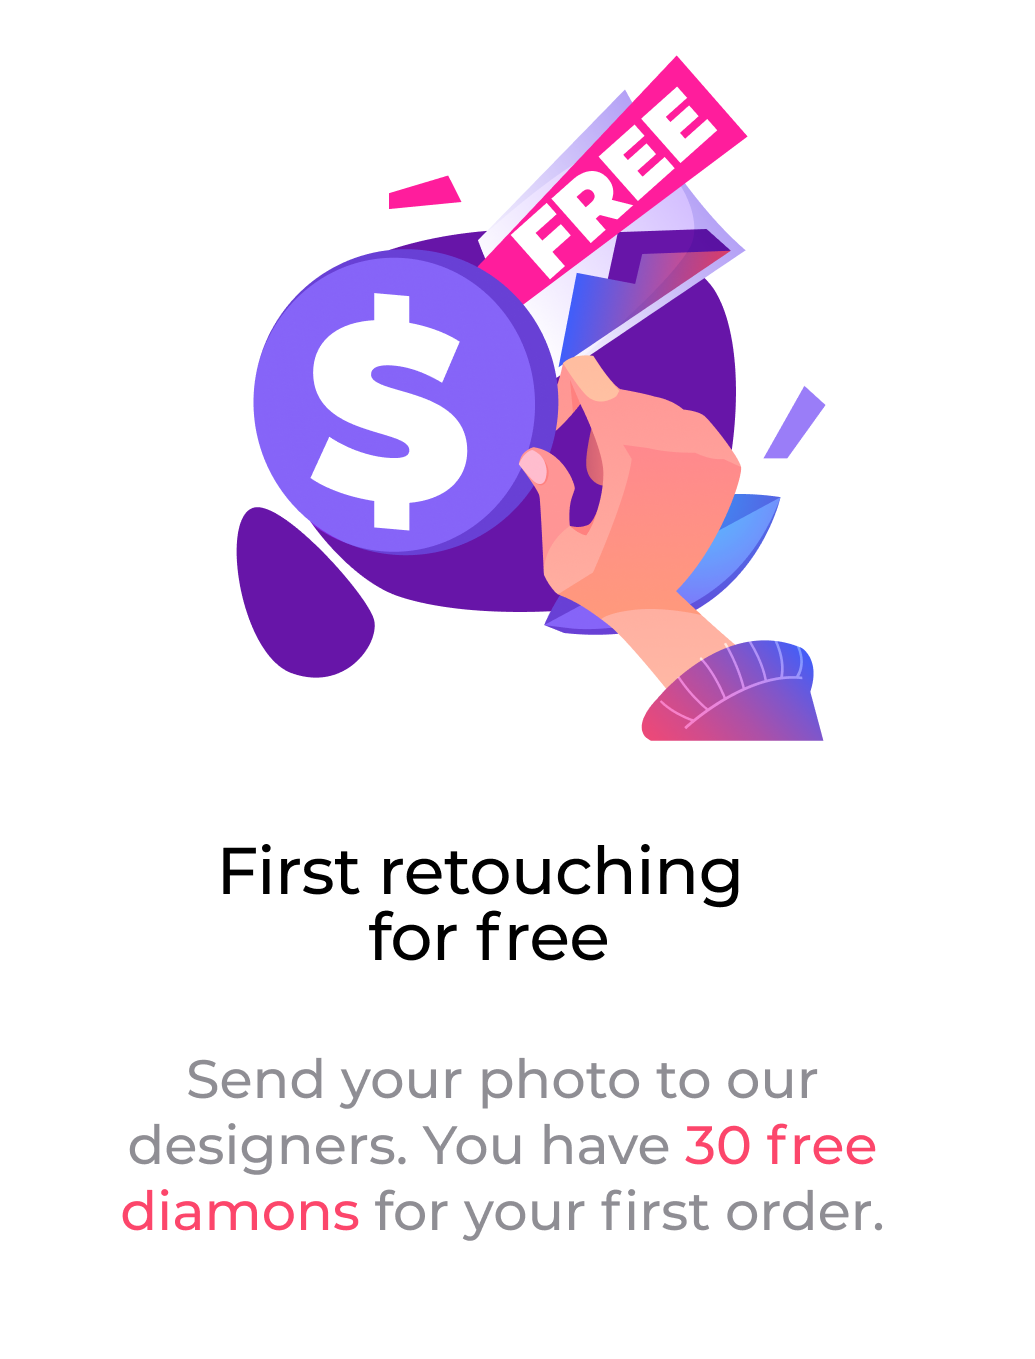 FREE
$
First retouching
for free
Send your photo to our
designers. You have 30 free
diamons for your first order.